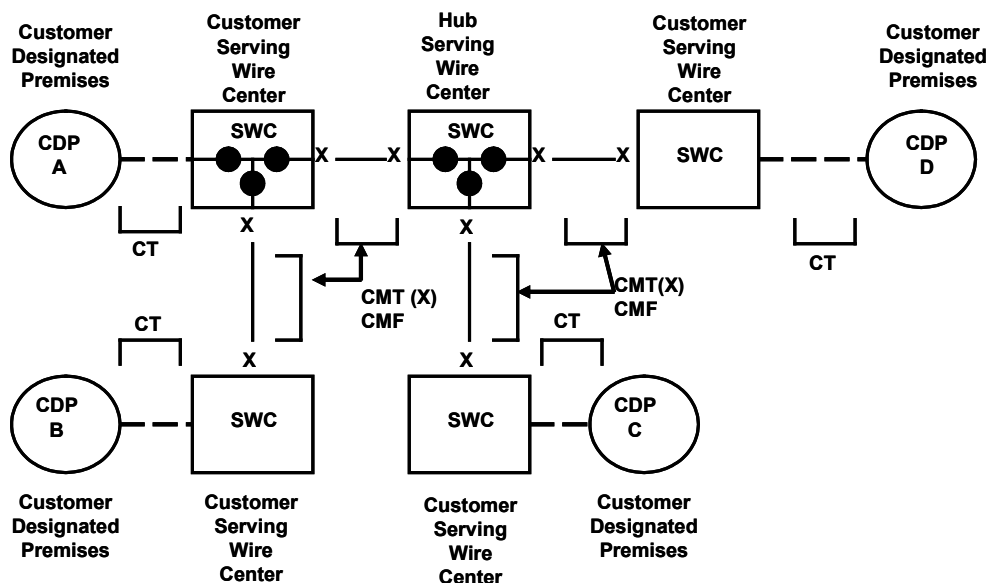 Customer
Designated
Premises
Customer
Serving
Wire
Center
Hub
Serving
Wire
Center
Customer
Serving
Wire
Center
Customer
Designated
Premises
CDP
A
SWC
X
X
SWC
X
X
SWC
CDP
D
CT
X
X
CT
CMT (X)
CMF
CMT(X)
CMF
CT
CT
X
X
CDP
B
SWC
SWC
CDP
C
Customer
Designated
Premises
Customer
Serving
Wire
Center
Customer
Serving
Wire
Center
Customer
Designated
Premises